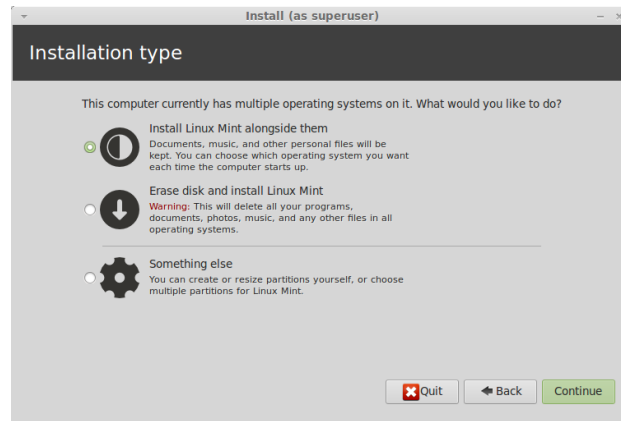 Install (as superuser)
Installation type
This computer currently has multiple operating systems on it. What would you like to do?
Install Linux Mint alongside them
Documents, music, and other personal files will be
kept. You can choose which operating system you want
each time the computer starts up.
Erase disk and install Linux Mint
Warning: This will delete all your programs,
documents, photos, music, and any other files in all
operating systems.
Something else
You can create or resize partitions yourself, or choose
multiple partitions for Linux Mint.
Quit
Back
Continue